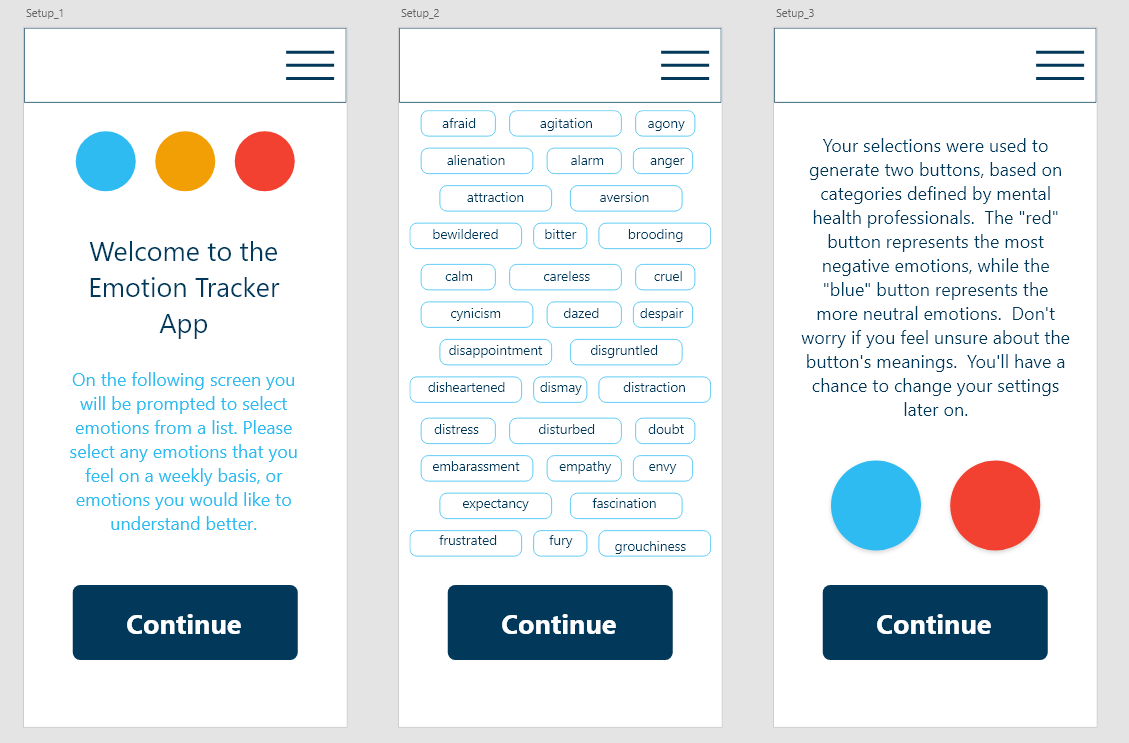 Setup_1
Welcome to the
Emotion Tracker
App
On the following screen you
will be prompted to select
emotions from a list. Please
select any emotions that you
feel on a weekly basis, or
emotions you would like to
understand better.
Continue
Setup_2
afraid agitation agony
alienation alarm anger
attraction aversion
bewildered bitter brooding
calm careless cruel
cynicism dazed despair
disappointment disgruntled
disheartened dismay distraction
distress disturbed doubt
embarassment empathy envy
expectancy fascination
frustrated fury grouchiness
Continue
Setup_3
Your selections were used to
generate two buttons, based on
categories defined by mental
health professionals.  The "red"
button represents the most
negative emotions, while the
"blue" button represents the
more neutral emotions.  Don't
worry if you feel unsure about the
button's meanings.  You'll have a
chance to change your settings
later on.
Continue